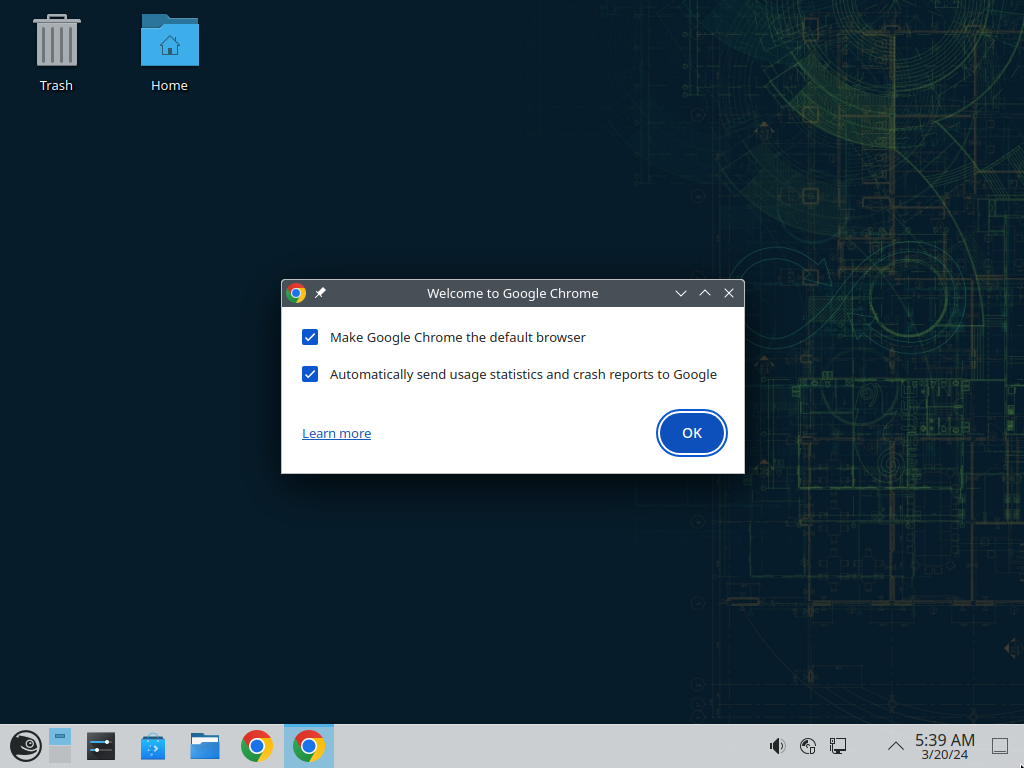 Trash
Home
Welcome to Google Chrome
Make Google Chrome the default browser
Automatically send usage statistics and crash reports to Google
Learn more
OK
5:39 AM
3/20/24